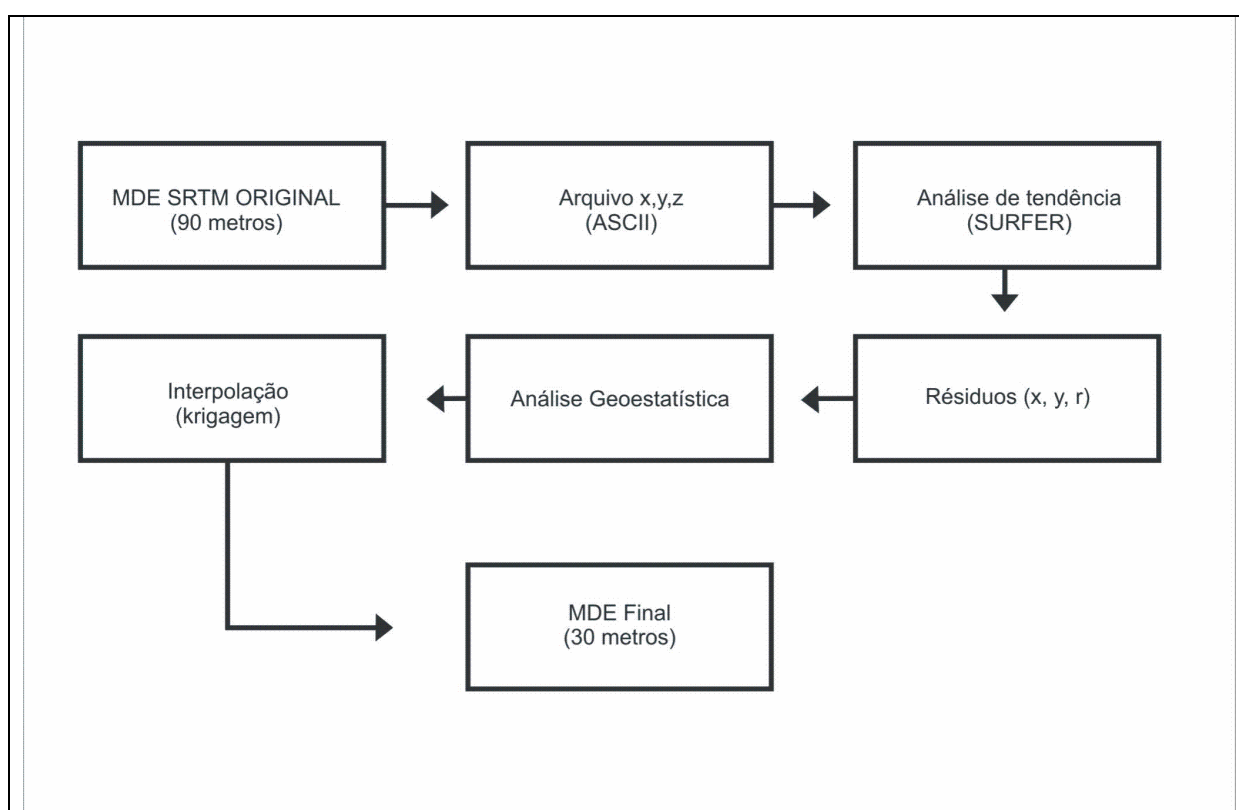 MDE SRTM ORIGINAL
(90 metros)
Arquivo x,y,z
(ASCII)
Análise de tendência
(SURFER)
Résiduos (x, y, r)
Análise Geoestatística
Interpolação
(krigagem)
MDE Final
(30 metros)